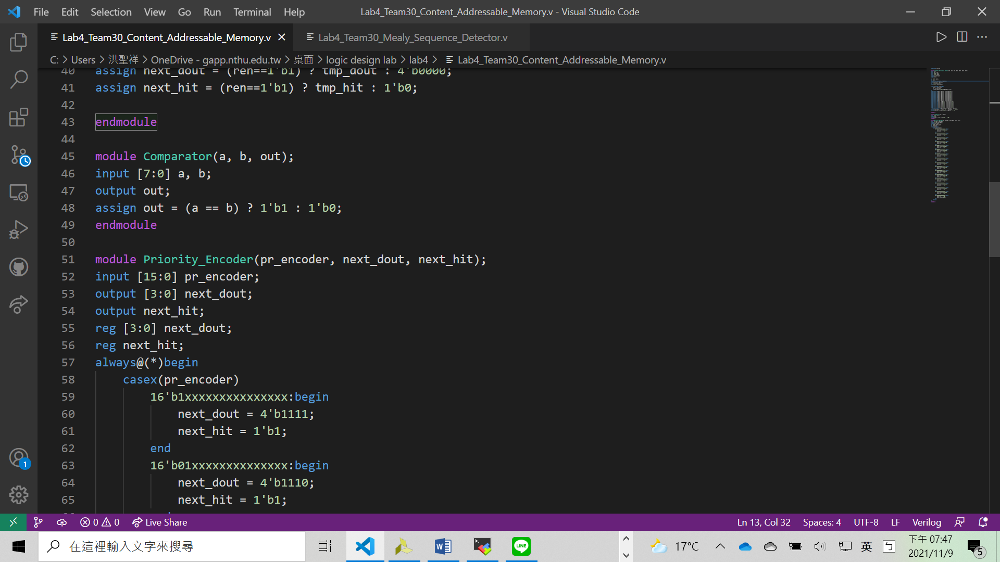 File Edit Selection View Go Run Terminal Help
Lab4_Team30_Content_Addressable_Memory.v - Visual Studio Code
Lab4_Team30_Content_Addressable_Memory.v
Lab4_Team30_Mealy_Sequence_Detector.v
C: > Users > 洪聖祥 > OneDrive - gapp.nthu.edu.tw > 桌面 > logic design lab > lab4 > Lab4_Team30_Content_Addressable_Memory.v
40 assign next_dout = (ren==1'b1) ? tmp_dout : 4'b0000;
41 assign next_hit = (ren==1'b1) ? tmp_hit : 1'b0;
42
43 endmodule
44
45 module Comparator(a, b, out);
46 input [7:0] a, b;
47 output out;
48 assign out = (a == b) ? 1'b1 : 1'b0;
49 endmodule
50
51 module Priority_Encoder(pr_encoder, next_dout, next_hit);
52 input [15:0] pr_encoder;
53 output [3:0] next_dout;
54 output next_hit;
55 reg [3:0] next_dout;
56 reg next_hit;
57 always@(*)begin
58 casex(pr_encoder)
59 16'b1xxxxxxxxxxxxxxx:begin
60 next_dout = 4'b1111;
61 next_hit = 1'b1;
62 end
63 16'b01xxxxxxxxxxxxxx:begin
64 next_dout = 4'b1110;
65 next_hit = 1'b1;
1
0 0 Live Share
Ln 13, Col 32 Spaces: 4 UTF-8 LF Verilog
在這裡輸入文字來搜尋
W
LINE
17°C
英
ㄅ
下午 07:47
2021/11/9
5